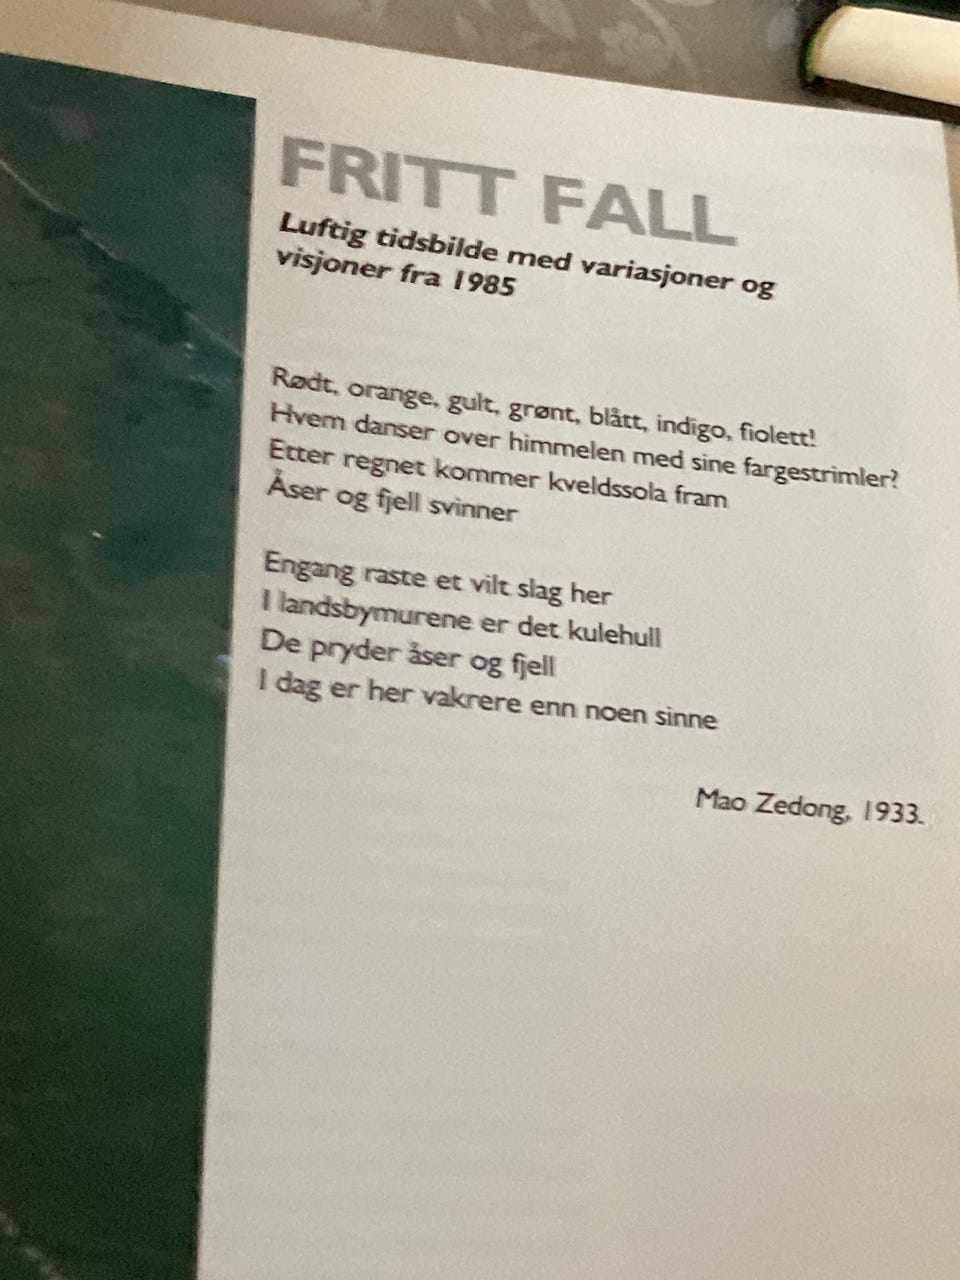 FRITT FALL
Luftig tidsbilde med variasjoner og
visjoner fra 1985
Rødt, orange, gult, grønt, blått, indigo, fiolett!
Hvem danser over himmelen med sine fargestrimler?
Etter regnet kommer kveldssola fram
Åser og fjell svinner
Engang raste et vilt slag her
I landsbymurene er det kulehull
De pryder åser og fjell
I dag er her vakrere enn noen sinne
Mao Zedong, 1933.